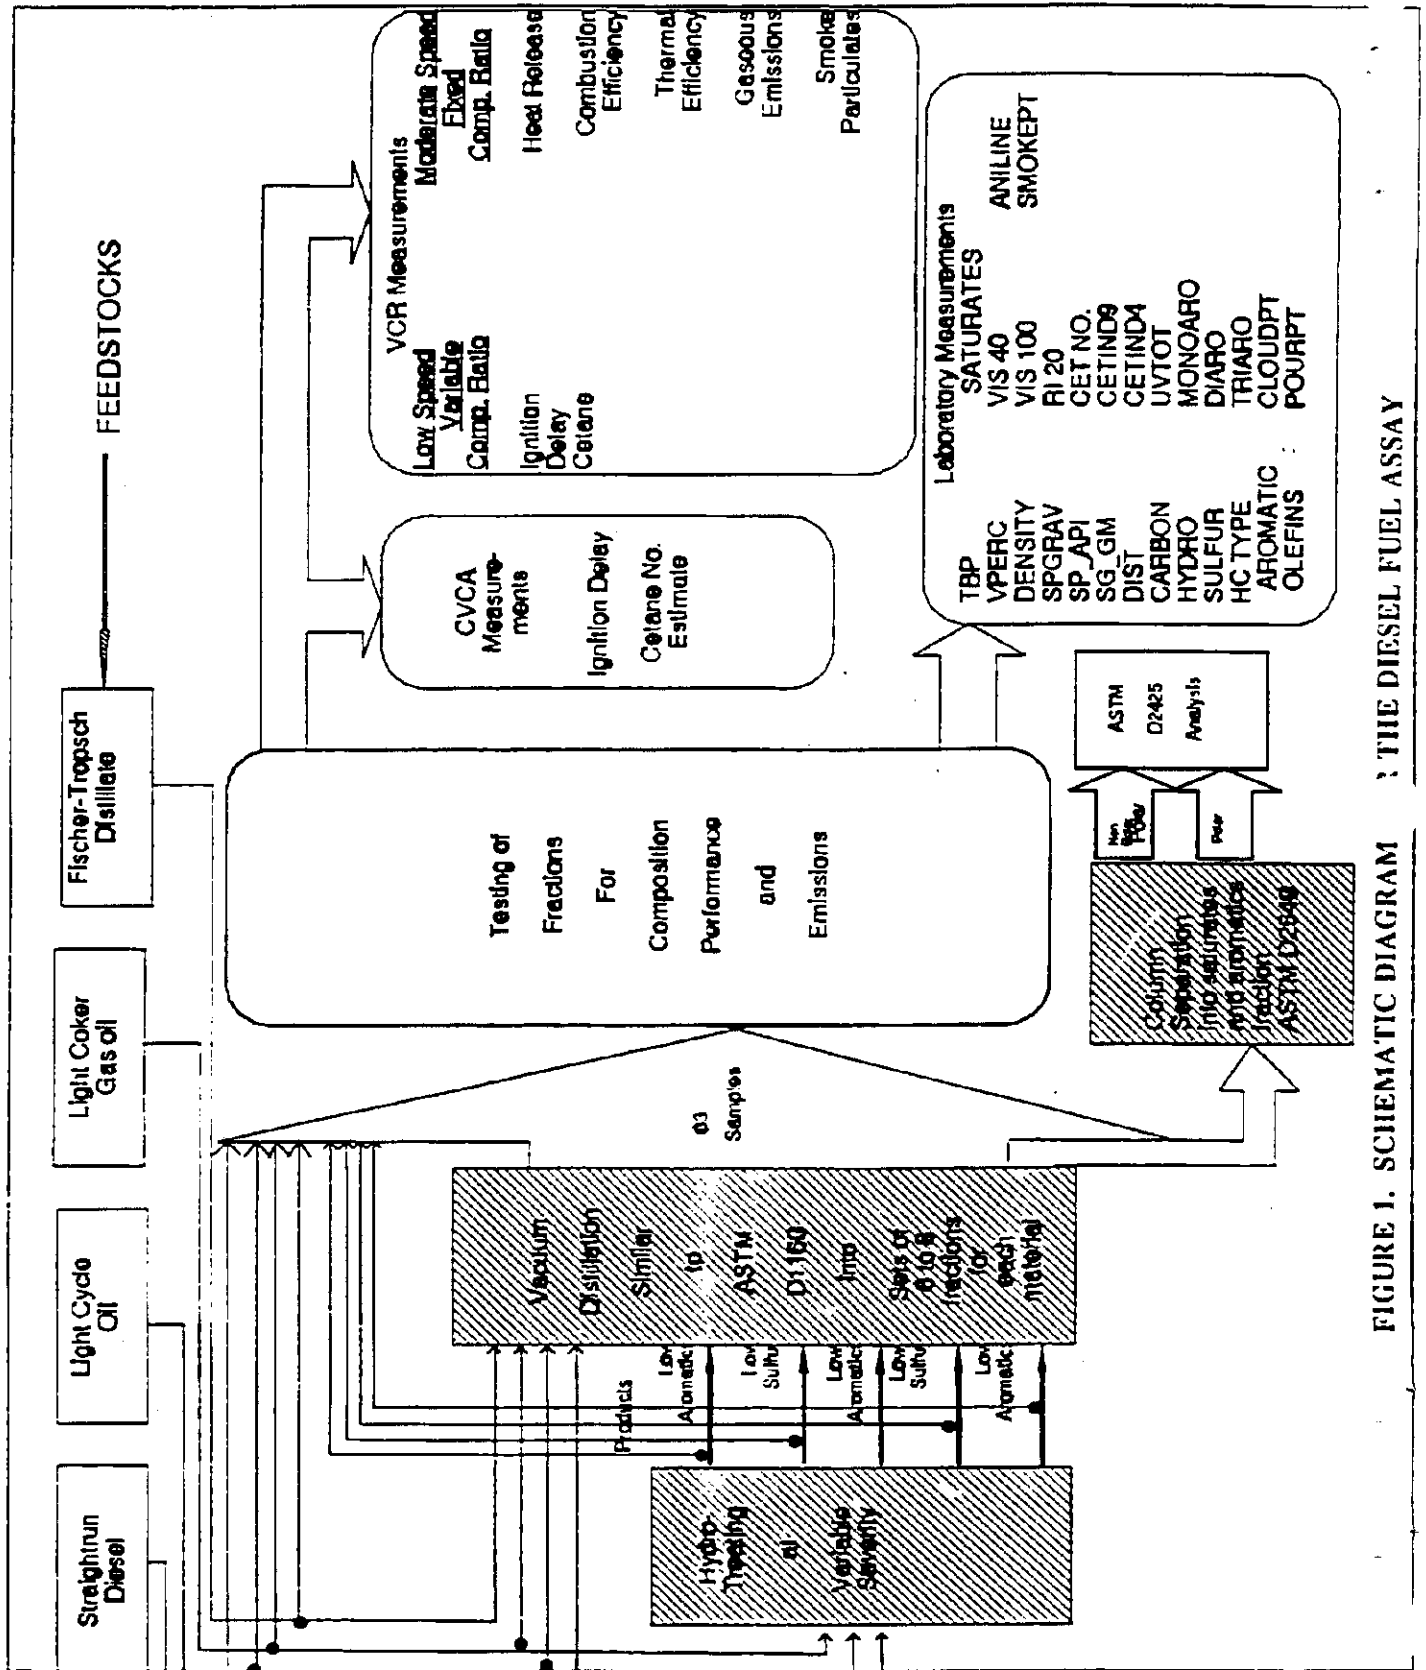 Straightrun
Diesel
Light Cycle
Oil
Light Coker
Gas oil
Fischer-Tropsch
Distillate
FEEDSTOCKS
Hydro-
Treating
at
Variable
Severity
Products
Low
Aromatic
Low
Sulfu
Low
Aromatic
Low
Sulfu
Low
Aromatic
Vacuum
Distillation
Similar
to
ASTM
D1160
Into
Sets of
6 to 8
fractions
for
each
material
Samples
Testing of
Fractions
For
Composition
Performance
and
Emissions
Column
Separation
Into saturates
and aromatics
fraction
Polar
ASTM
D2425
Analysis
CVCA
Measure-
ments
Ignition Delay
Cetane No.
Estimate
VCR Measurements
Low Speed
Variable
Comp. Ratio
Ignition
Delay
Cetane
Moderate Speed
Fixed
Comp. Ratio
Heat Release
Combustion
Efficiency
Thermal
Efficiency
Gaseous
Emissions
Smoke
Particulates
Laboratory Measurements
TBP SATURATES
VPERC VIS 40 ANILINE
DENSITY VIS 100 SMOKEPT
SPGRAV RI 20
SP_API CET NO.
SG_GM CETIND9
DIST CETIND4
CARBON UVTOT
HYDRO MONOARO
SULFUR DIARO
HC TYPE TRIARO
AROMATIC CLOUDPT
OLEFINS POURPT
FIGURE 1. SCHEMATIC DIAGRAM THE DIESEL FUEL ASSAY